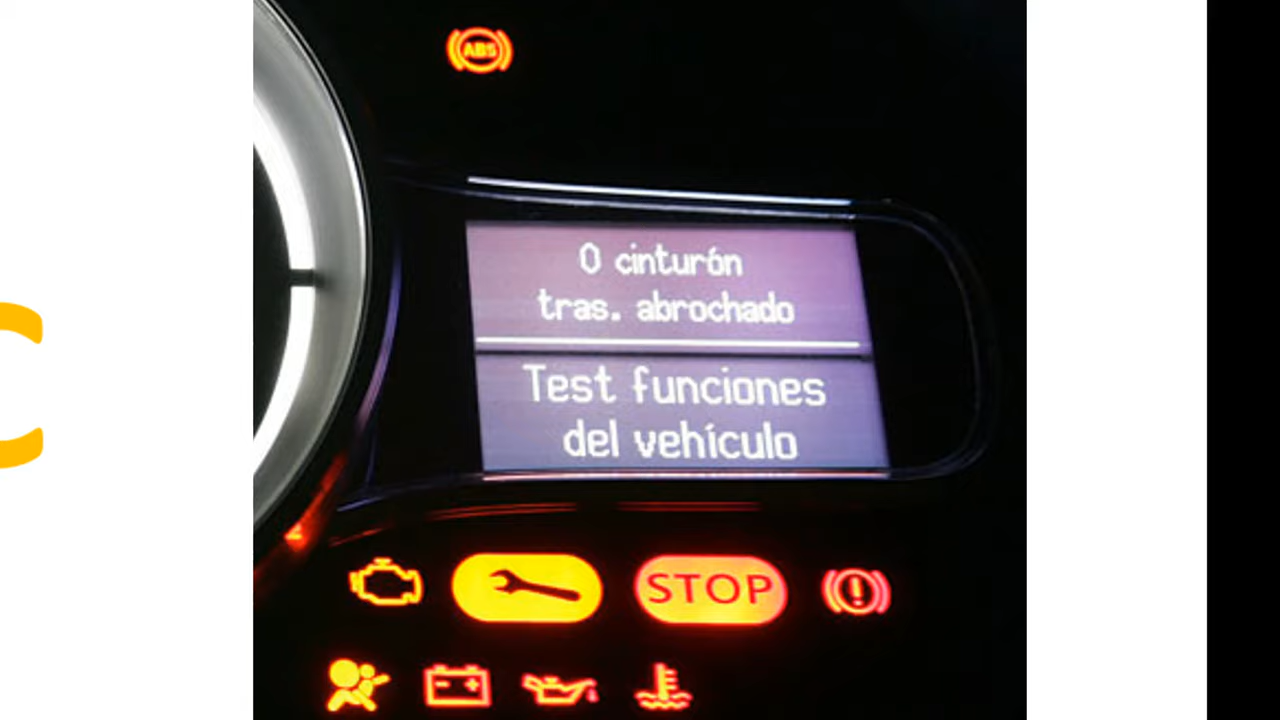 ABS
0 cinturón
tras. abrochado
Test funciones
del vehículo
STOP